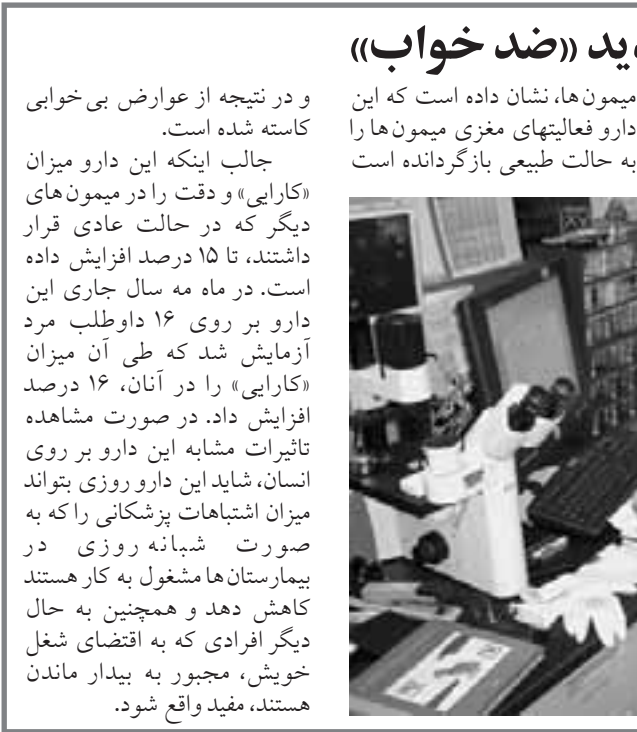 ید «ضد خواب»
میمون‌ها، نشان داده است که این
دارو فعالیتهای مغزی میمون‌ها را
به حالت طبیعی بازگردانده است
و در نتیجه از عوارض بی‌خوابی
کاسته شده است.
جالب اینکه این دارو میزان
«کارایی» و دقت را در میمون‌های
دیگر که در حالت عادی قرار
داشتند، تا ۱۵ درصد افزایش داده
است. در ماه مه سال جاری این
دارو بر روی ۱۶ داوطلب مرد
آزمایش شد که طی آن میزان
«کارایی» را در آنان، ۱۶ درصد
افزایش داد. در صورت مشاهده
تاثیرات مشابه این دارو بر روی
انسان، شاید این دارو روزی بتواند
میزان اشتباهات پزشکانی را که به
صورت شبانه روزی در
بیمارستان‌ها مشغول به کار هستند
کاهش دهد و همچنین به حال
دیگر افرادی که به اقتضای شغل
خویش، مجبور به بیدار ماندن
هستند، مفید واقع شود.